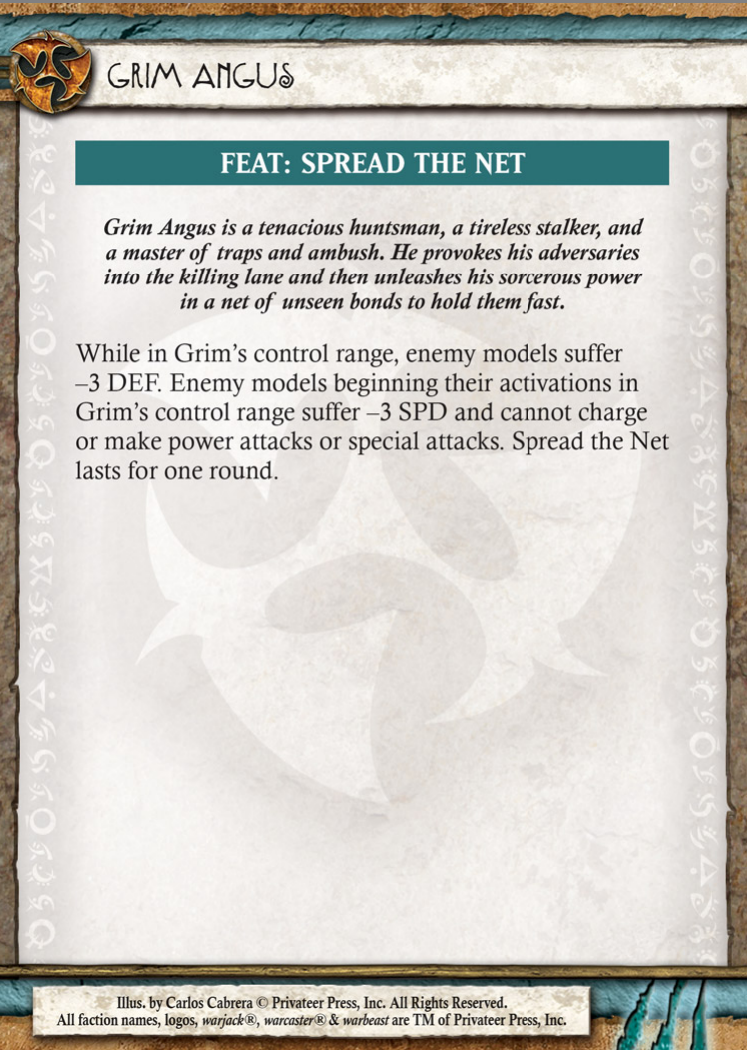 GRIM ANGUS
FEAT: SPREAD THE NET
Grim Angus is a tenacious huntsman, a tireless stalker, and
a master of traps and ambush. He provokes his adversaries
into the killing lane and then unleashes his sorcerous power
in a net of unseen bonds to hold them fast.
While in Grim's control range, enemy models suffer
–3 DEF. Enemy models beginning their activations in
Grim's control range suffer –3 SPD and cannot charge
or make power attacks or special attacks. Spread the Net
lasts for one round.
Illus. by Carlos Cabrera © Privateer Press, Inc. All Rights Reserved.
All faction names, logos, warjack®, warcaster® & warbeast are TM of Privateer Press, Inc.